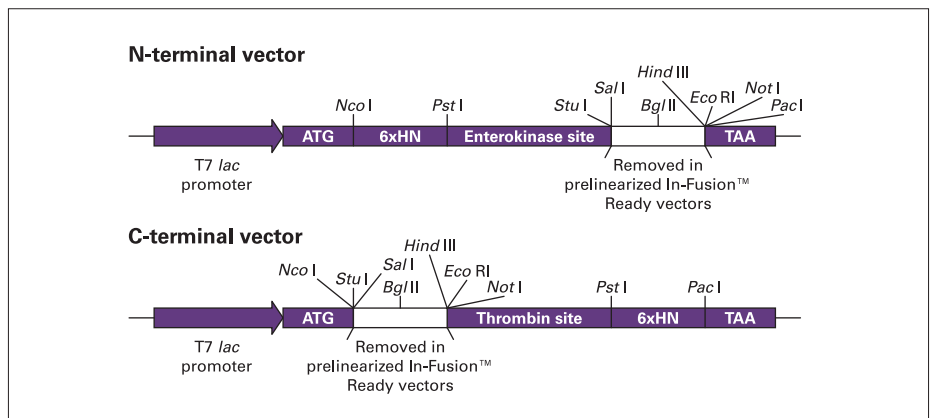 N-terminal vector
Hind III
Sal I
Nco I
Pst I
Stu I
Bgl II
Eco RI
Not I
Pac I
ATG
6xHN
Enterokinase site
TAA
T7 lac
promoter
Removed in
prelinearized In-Fusion™
Ready vectors
C-terminal vector
Hind III
Nco I
Stu I
Sal I
Bgl II
Eco RI
Not I
Pst I
Pac I
ATG
Thrombin site
6xHN
TAA
T7 lac
promoter
Removed in
prelinearized In-Fusion™
Ready vectors